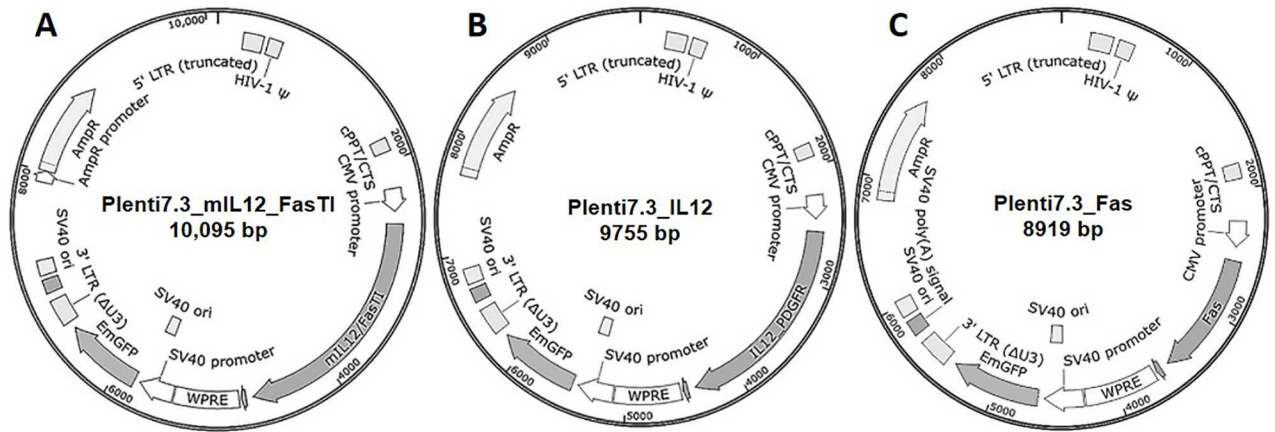 A
10,000
5' LTR (truncated)
HIV-1 Ψ
2000
cPPT/CTS
CMV promoter
mIL12/FasTI
4000
WPRE
SV40 promoter
SV40 ori
EmGFP
6000
3' LTR (ΔU3)
SV40 ori
8000
AmpR promoter
AmpR
Plenti7.3_mIL12_FasTI
10,095 bp
B
9000
5' LTR (truncated)
HIV-1 Ψ
1000
2000
cPPT/CTS
CMV promoter
3000
IL12_PDGFR
4000
WPRE
5000
SV40 promoter
SV40 ori
EmGFP
6000
3' LTR (ΔU3)
SV40 ori
7000
8000
AmpR
Plenti7.3_IL12
9755 bp
C
8000
5' LTR (truncated)
HIV-1 Ψ
1000
2000
cPPT/CTS
CMV promoter
3000
Fas
4000
WPRE
SV40 promoter
SV40 ori
5000
EmGFP
3' LTR (ΔU3)
6000
SV40 ori
SV40 poly(A) signal
7000
AmpR
Plenti7.3_Fas
8919 bp